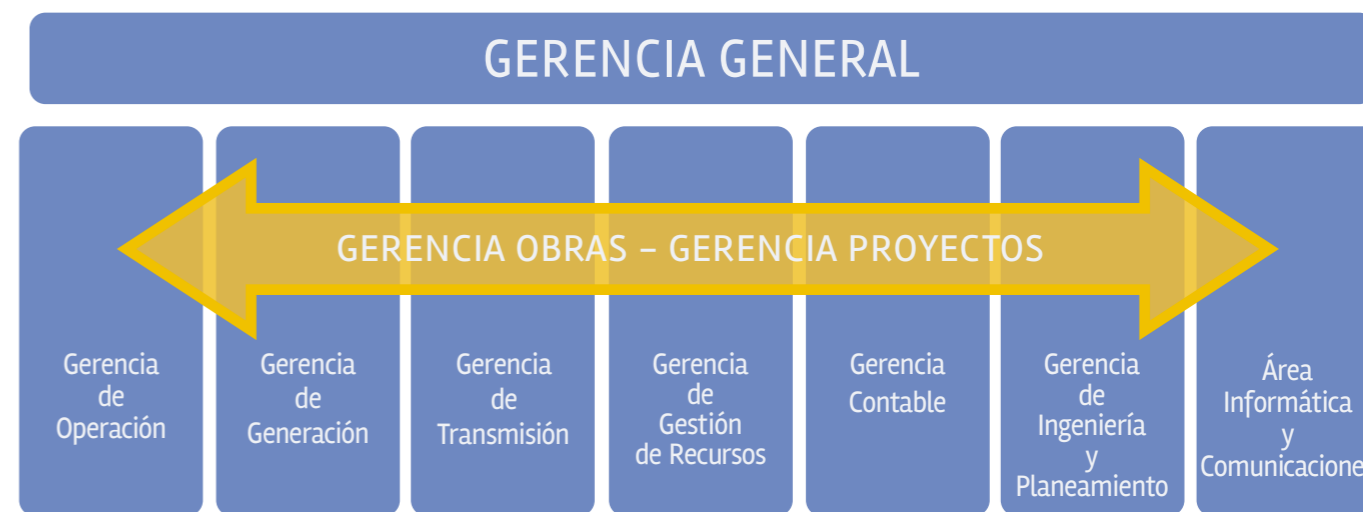 GERENCIA GENERAL
GERENCIA OBRAS – GERENCIA PROYECTOS
Gerencia
de
Operación
Gerencia
de
Generación
Gerencia
de
Transmisión
Gerencia
de
Gestión
de Recursos
Gerencia
Contable
Gerencia
de
Ingeniería
y
Planeamiento
Área
Informática
y
Comunicacione